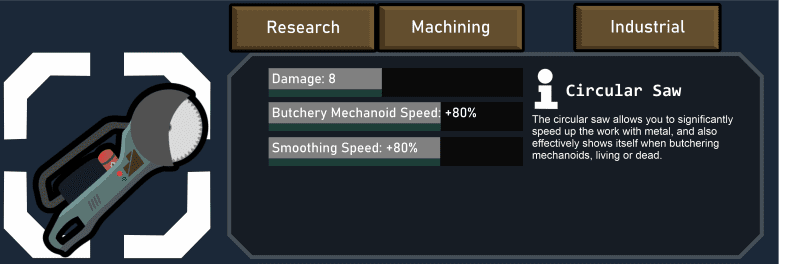 Research
Machining
Industrial
Damage: 8
Butchery Mechanoid Speed: +80%
Smoothing Speed: +80%
Circular Saw
The circular saw allows you to significantly
speed up the work with metal, and also
effectively shows itself when butchering
mechanoids, living or dead.